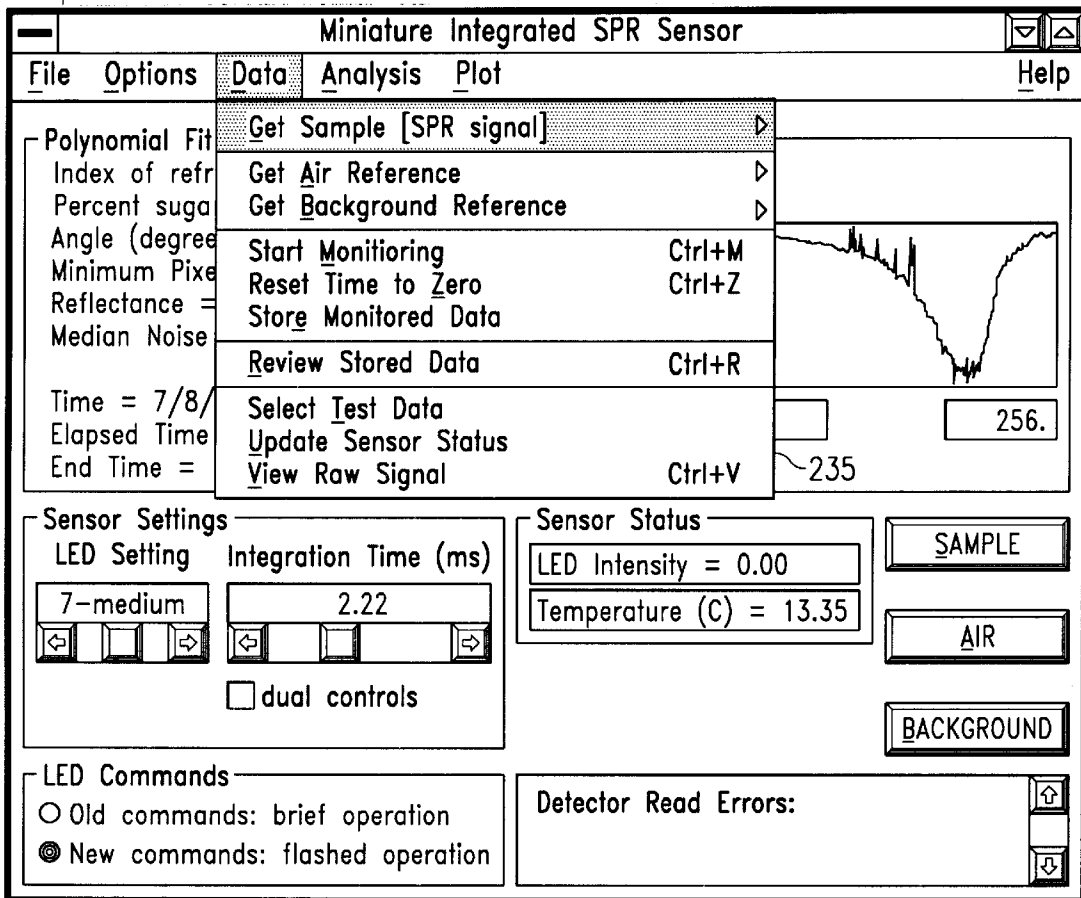 Miniature Integrated SPR Sensor
File Options Data Analysis Plot Help
Get Sample [SPR signal]
Get Air Reference
Get Background Reference
Start Monitioring Ctrl+M
Reset Time to Zero Ctrl+Z
Store Monitored Data
Review Stored Data Ctrl+R
Select Test Data
Update Sensor Status
View Raw Signal Ctrl+V
Polynomial Fit
Index of refr
Percent suga
Angle (degree
Minimum Pixe
Reflectance =
Median Noise
Time = 7/8/
Elapsed Time
End Time =
256.
235
Sensor Settings
LED Setting Integration Time (ms)
7-medium 2.22
dual controls
Sensor Status
LED Intensity = 0.00
Temperature (C) = 13.35
SAMPLE
AIR
BACKGROUND
LED Commands
Old commands: brief operation
New commands: flashed operation
Detector Read Errors: